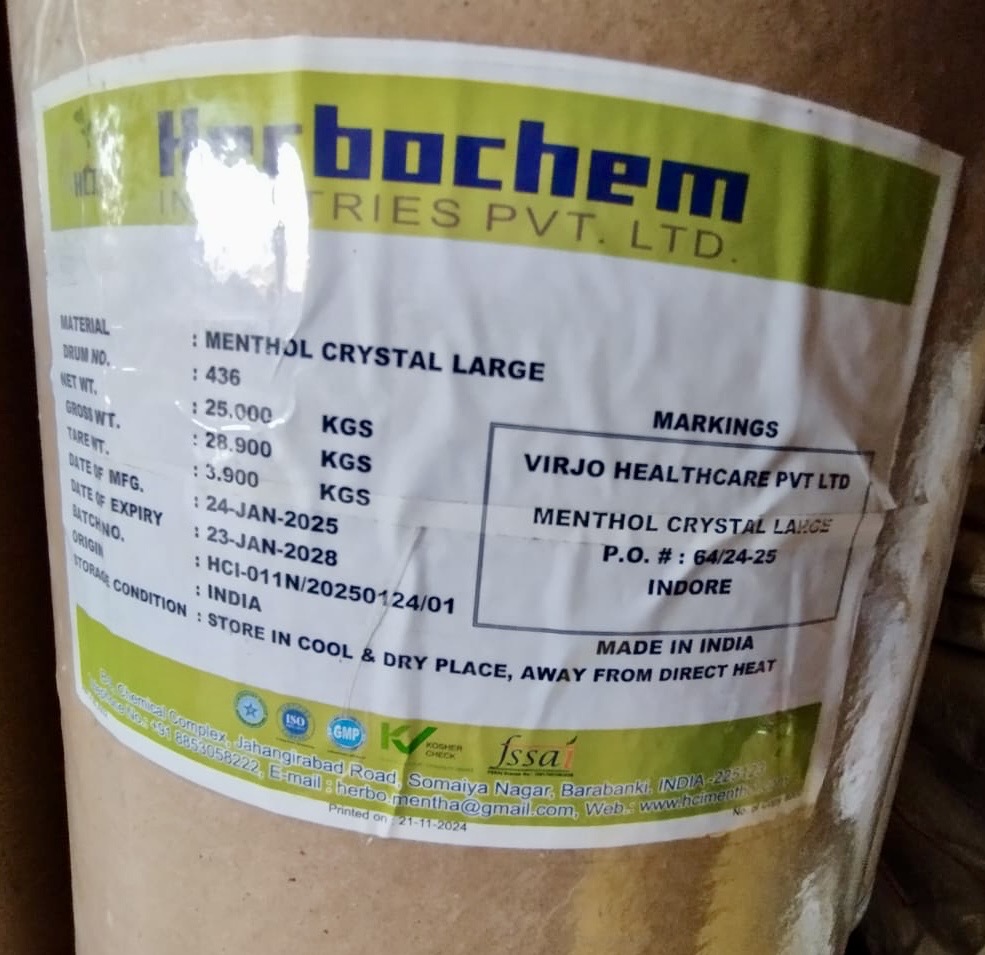 HCI
Herbochem
INDUSTRIES PVT. LTD.
MATERIAL : MENTHOL CRYSTAL LARGE
DRUM NO. : 436
NET WT. : 25.000 KGS
GROSS WT. : 28.900 KGS
TARE WT. : 3.900 KGS
DATE OF MFG. : 24-JAN-2025
DATE OF EXPIRY : 23-JAN-2028
BATCH NO. : HCI-011N/20250124/01
ORIGIN : INDIA
STORAGE CONDITION : STORE IN COOL & DRY PLACE, AWAY FROM DIRECT HEAT
MARKINGS
VIRJO HEALTHCARE PVT LTD
MENTHOL CRYSTAL LARGE
P.O. # : 64/24-25
INDORE
MADE IN INDIA
ISO
GMP
KOSHER
CHECK
fssai
Chemical Complex, Jahangirabad Road, Somaiya Nagar, Barabanki, INDIA
No.: +91 8853058222, E-mail : herbo.mentha@gmail.com, Web.:
Printed on : 21-11-2024